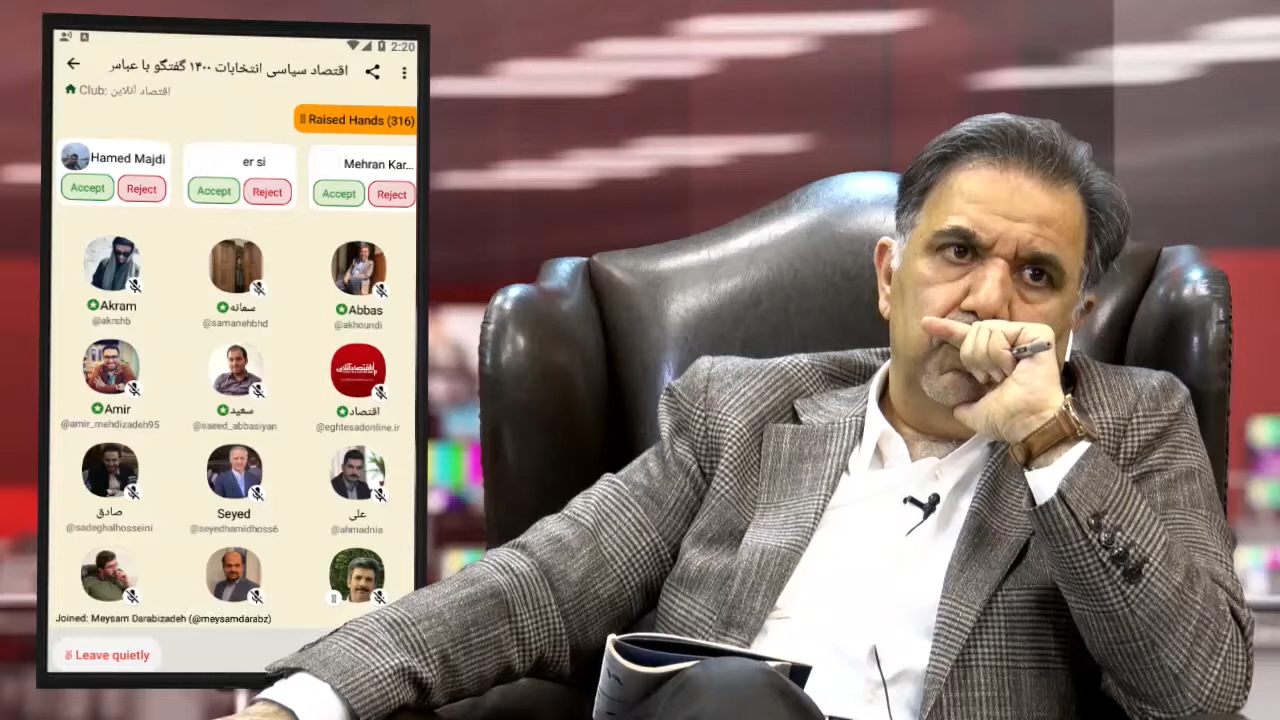 2:20
اقتصاد سیاسی انتخابات ۱۴۰۰ گفتگو با عباس
Club: اقتصاد آنلاین
Raised Hands (316)
Hamed Majdi
er si
Mehran Kar...
Accept Reject Accept Reject Accept Reject
Akram سمانه Abbas
@akrshb @samanehbhd @akhoundi
اقتصادآنلاین
Amir سعید اقتصاد
@amir_mehdizadeh95 @saeed_abbasiyan @eghtesadonline.ir
صادق Seyed علی
@sadeghalhosseini @seyedhamidhoss6 @ahmadnia
Joined: Meysam Darabizadeh (@meysamdarabz)
Leave quietly